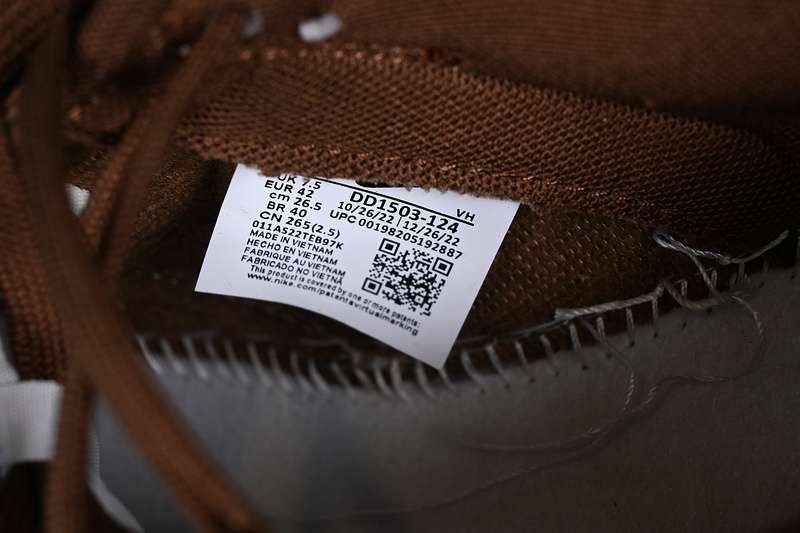 UK 7.5
EUR 42
cm 26.5
BR 40
CN 265(2.5)
011AS22TEB97K
MADE IN VIETNAM
HECHO EN VIETNAM
FABRIQUE AU VIETNAM
FABRICADO NO VIETNÃ
This product is covered by one or more patents:
www.nike.com/patentsvirtualmarking
VH
DD1503-124
10/26/22 | 12/26/22
UPC 00198205192887